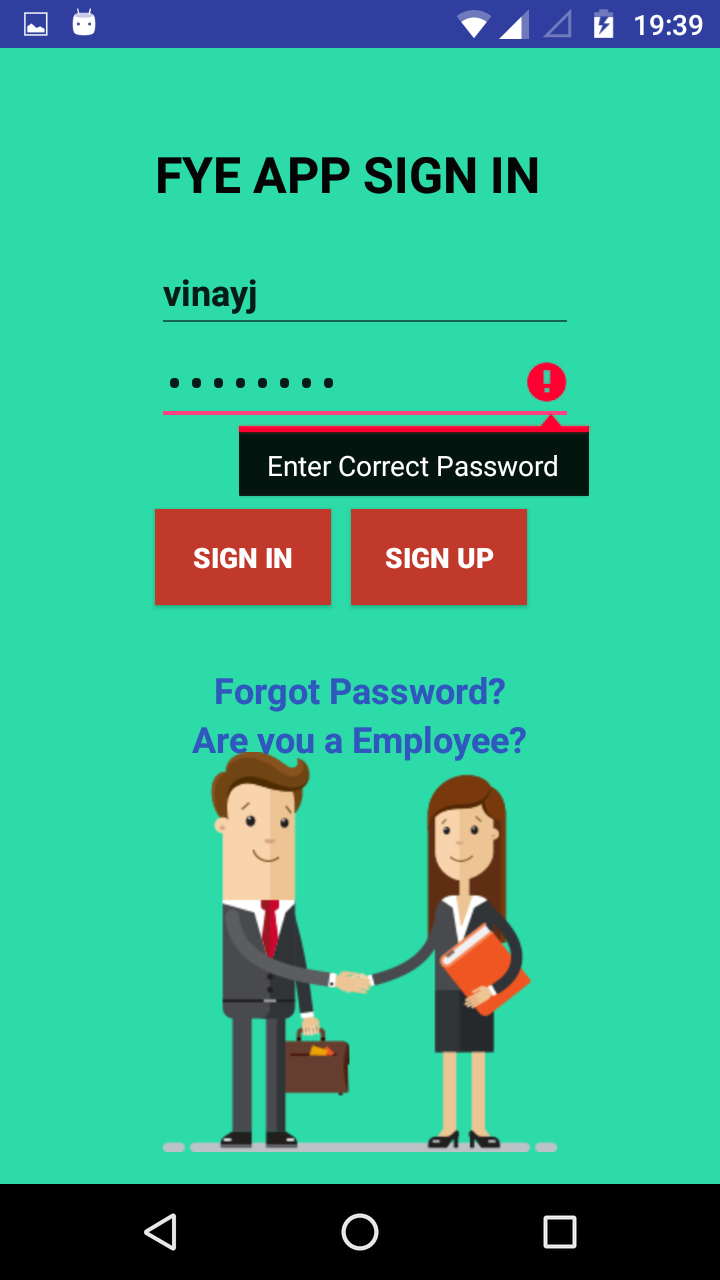 19:39
FYE APP SIGN IN
vinayj
••••••••
Enter Correct Password
SIGN IN
SIGN UP
Forgot Password?
Are you a Employee?